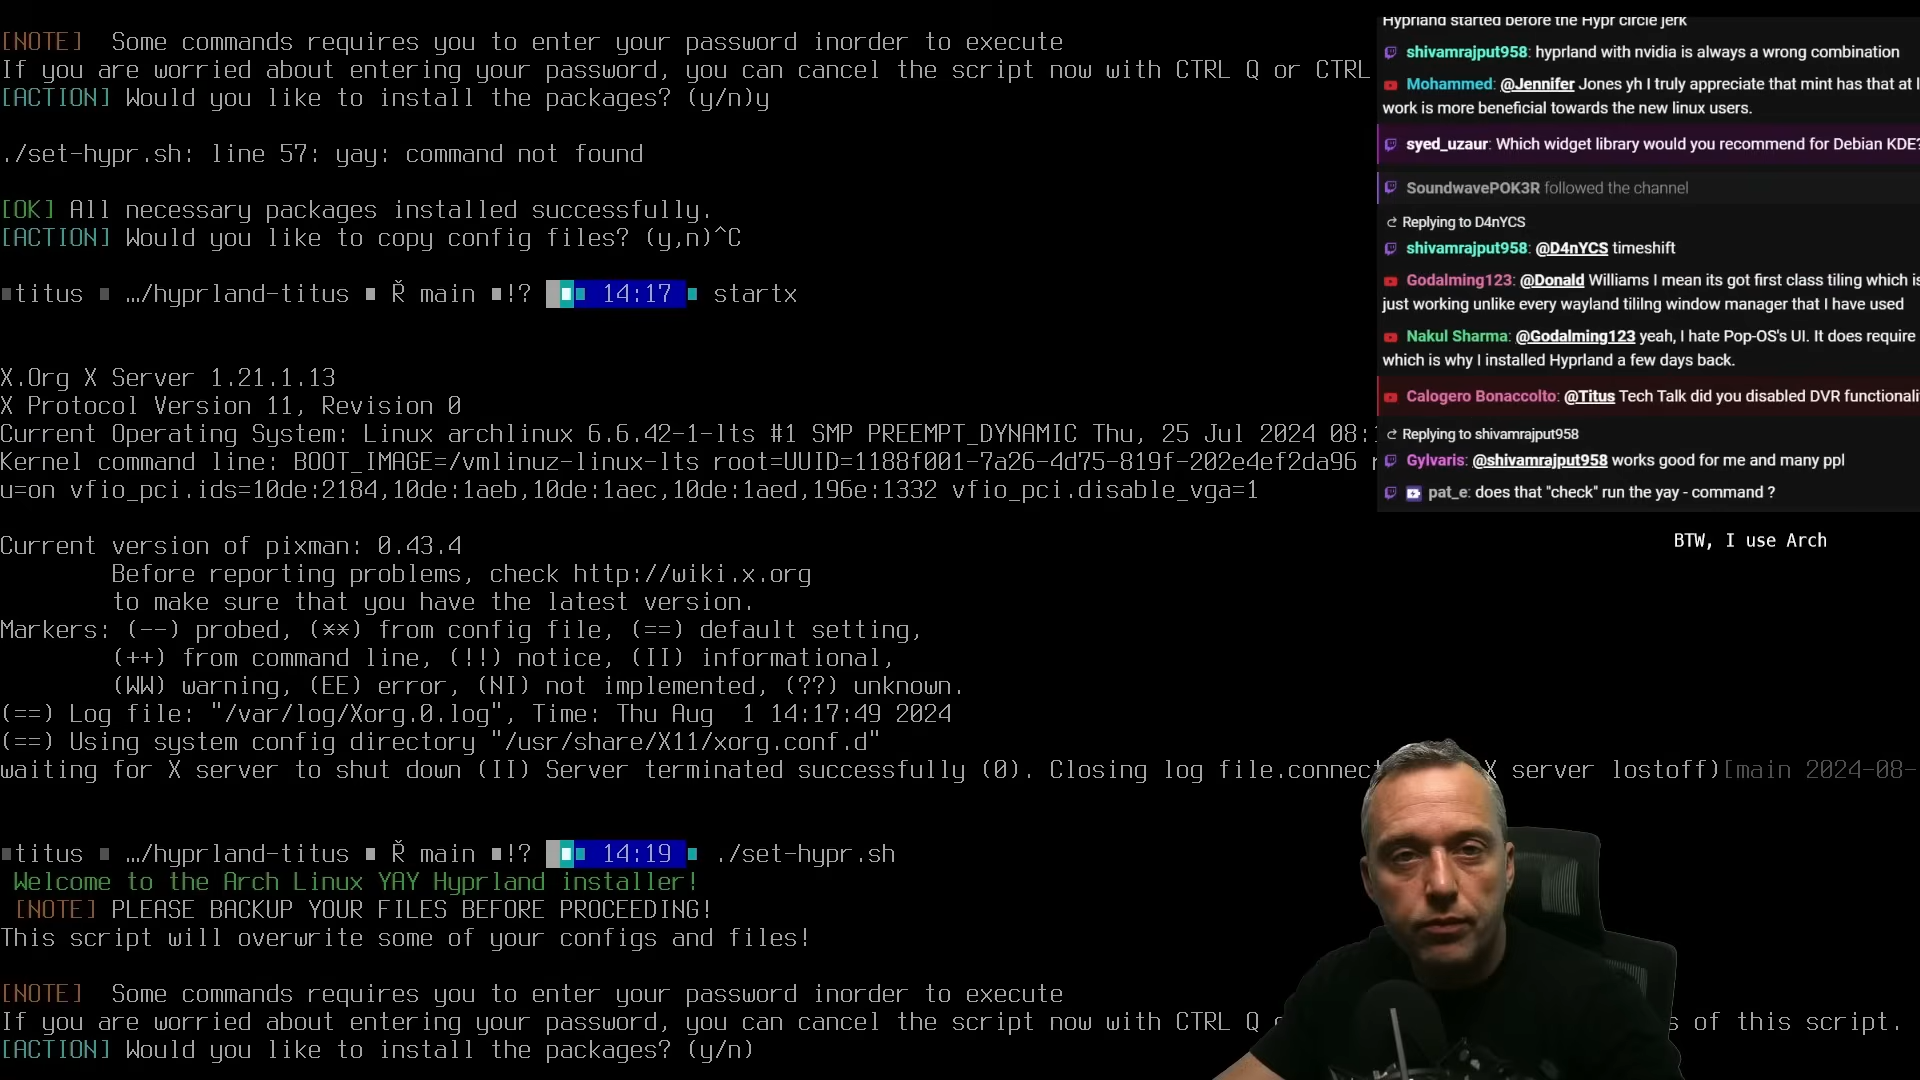 [NOTE]  Some commands requires you to enter your password inorder to execute
If you are worried about entering your password, you can cancel the script now with CTRL Q or CTRL
[ACTION] Would you like to install the packages? (y/n)y
./set-hypr.sh: line 57: yay: command not found
[OK] All necessary packages installed successfully.
[ACTION] Would you like to copy config files? (y,n)^C
titus …/hyprland-titus Ř main !? 14:17 startx
X.Org X Server 1.21.1.13
X Protocol Version 11, Revision 0
Current Operating System: Linux archlinux 6.6.42-1-lts #1 SMP PREEMPT_DYNAMIC Thu, 25 Jul 2024 08:
Kernel command line: BOOT_IMAGE=/vmlinuz-linux-lts root=UUID=1188f001-7a26-4d75-819f-202e4ef2da96
u=on vfio_pci.ids=10de:2184,10de:1aeb,10de:1aec,10de:1aed,196e:1332 vfio_pci.disable_vga=1
Current version of pixman: 0.43.4
Before reporting problems, check http://wiki.x.org
to make sure that you have the latest version.
Markers: (--) probed, (**) from config file, (==) default setting,
(++) from command line, (!!) notice, (II) informational,
(WW) warning, (EE) error, (NI) not implemented, (??) unknown.
(==) Log file: "/var/log/Xorg.0.log", Time: Thu Aug  1 14:17:49 2024
(==) Using system config directory "/usr/share/X11/xorg.conf.d"
waiting for X server to shut down (II) Server terminated successfully (0). Closing log file.connect X server lostoff)[main 2024-08-
titus …/hyprland-titus Ř main !? 14:19 ./set-hypr.sh
Welcome to the Arch Linux YAY Hyprland installer!
[NOTE] PLEASE BACKUP YOUR FILES BEFORE PROCEEDING!
This script will overwrite some of your configs and files!
[NOTE]  Some commands requires you to enter your password inorder to execute
If you are worried about entering your password, you can cancel the script now with CTRL Q s of this script.
[ACTION] Would you like to install the packages? (y/n)
Hyprland started before the Hypr circle jerk
shivamrajput958: hyprland with nvidia is always a wrong combination
Mohammed: @Jennifer Jones yh I truly appreciate that mint has that at l
work is more beneficial towards the new linux users.
syed_uzaur: Which widget library would you recommend for Debian KDE?
SoundwavePOK3R followed the channel
Replying to D4nYCS
shivamrajput958: @D4nYCS timeshift
Godalming123: @Donald Williams I mean its got first class tiling which is
just working unlike every wayland tililng window manager that I have used
Nakul Sharma: @Godalming123 yeah, I hate Pop-OS's UI. It does require
which is why I installed Hyprland a few days back.
Calogero Bonaccolto: @Titus Tech Talk did you disabled DVR functionali
Replying to shivamrajput958
Gylvaris: @shivamrajput958 works good for me and many ppl
pat_e: does that "check" run the yay - command ?
BTW, I use Arch